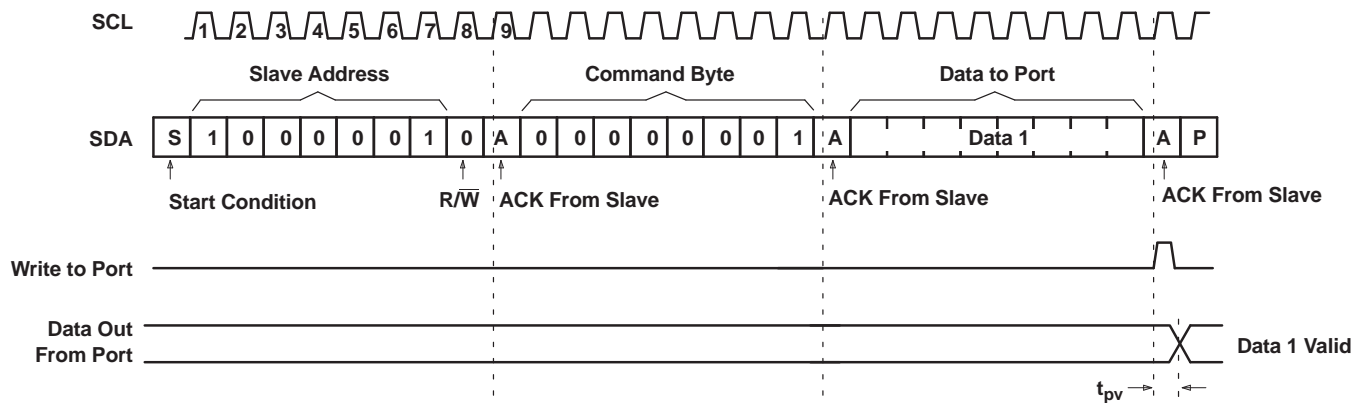 SCL
1 2 3 4 5 6 7 8 9
Slave Address Command Byte Data to Port
SDA S 1 0 0 0 0 0 1 0 A 0 0 0 0 0 0 0 1 A Data 1 A P
Start Condition R/W̅ ACK From Slave ACK From Slave ACK From Slave
Write to Port
Data Out
From Port
Data 1 Valid
tpv